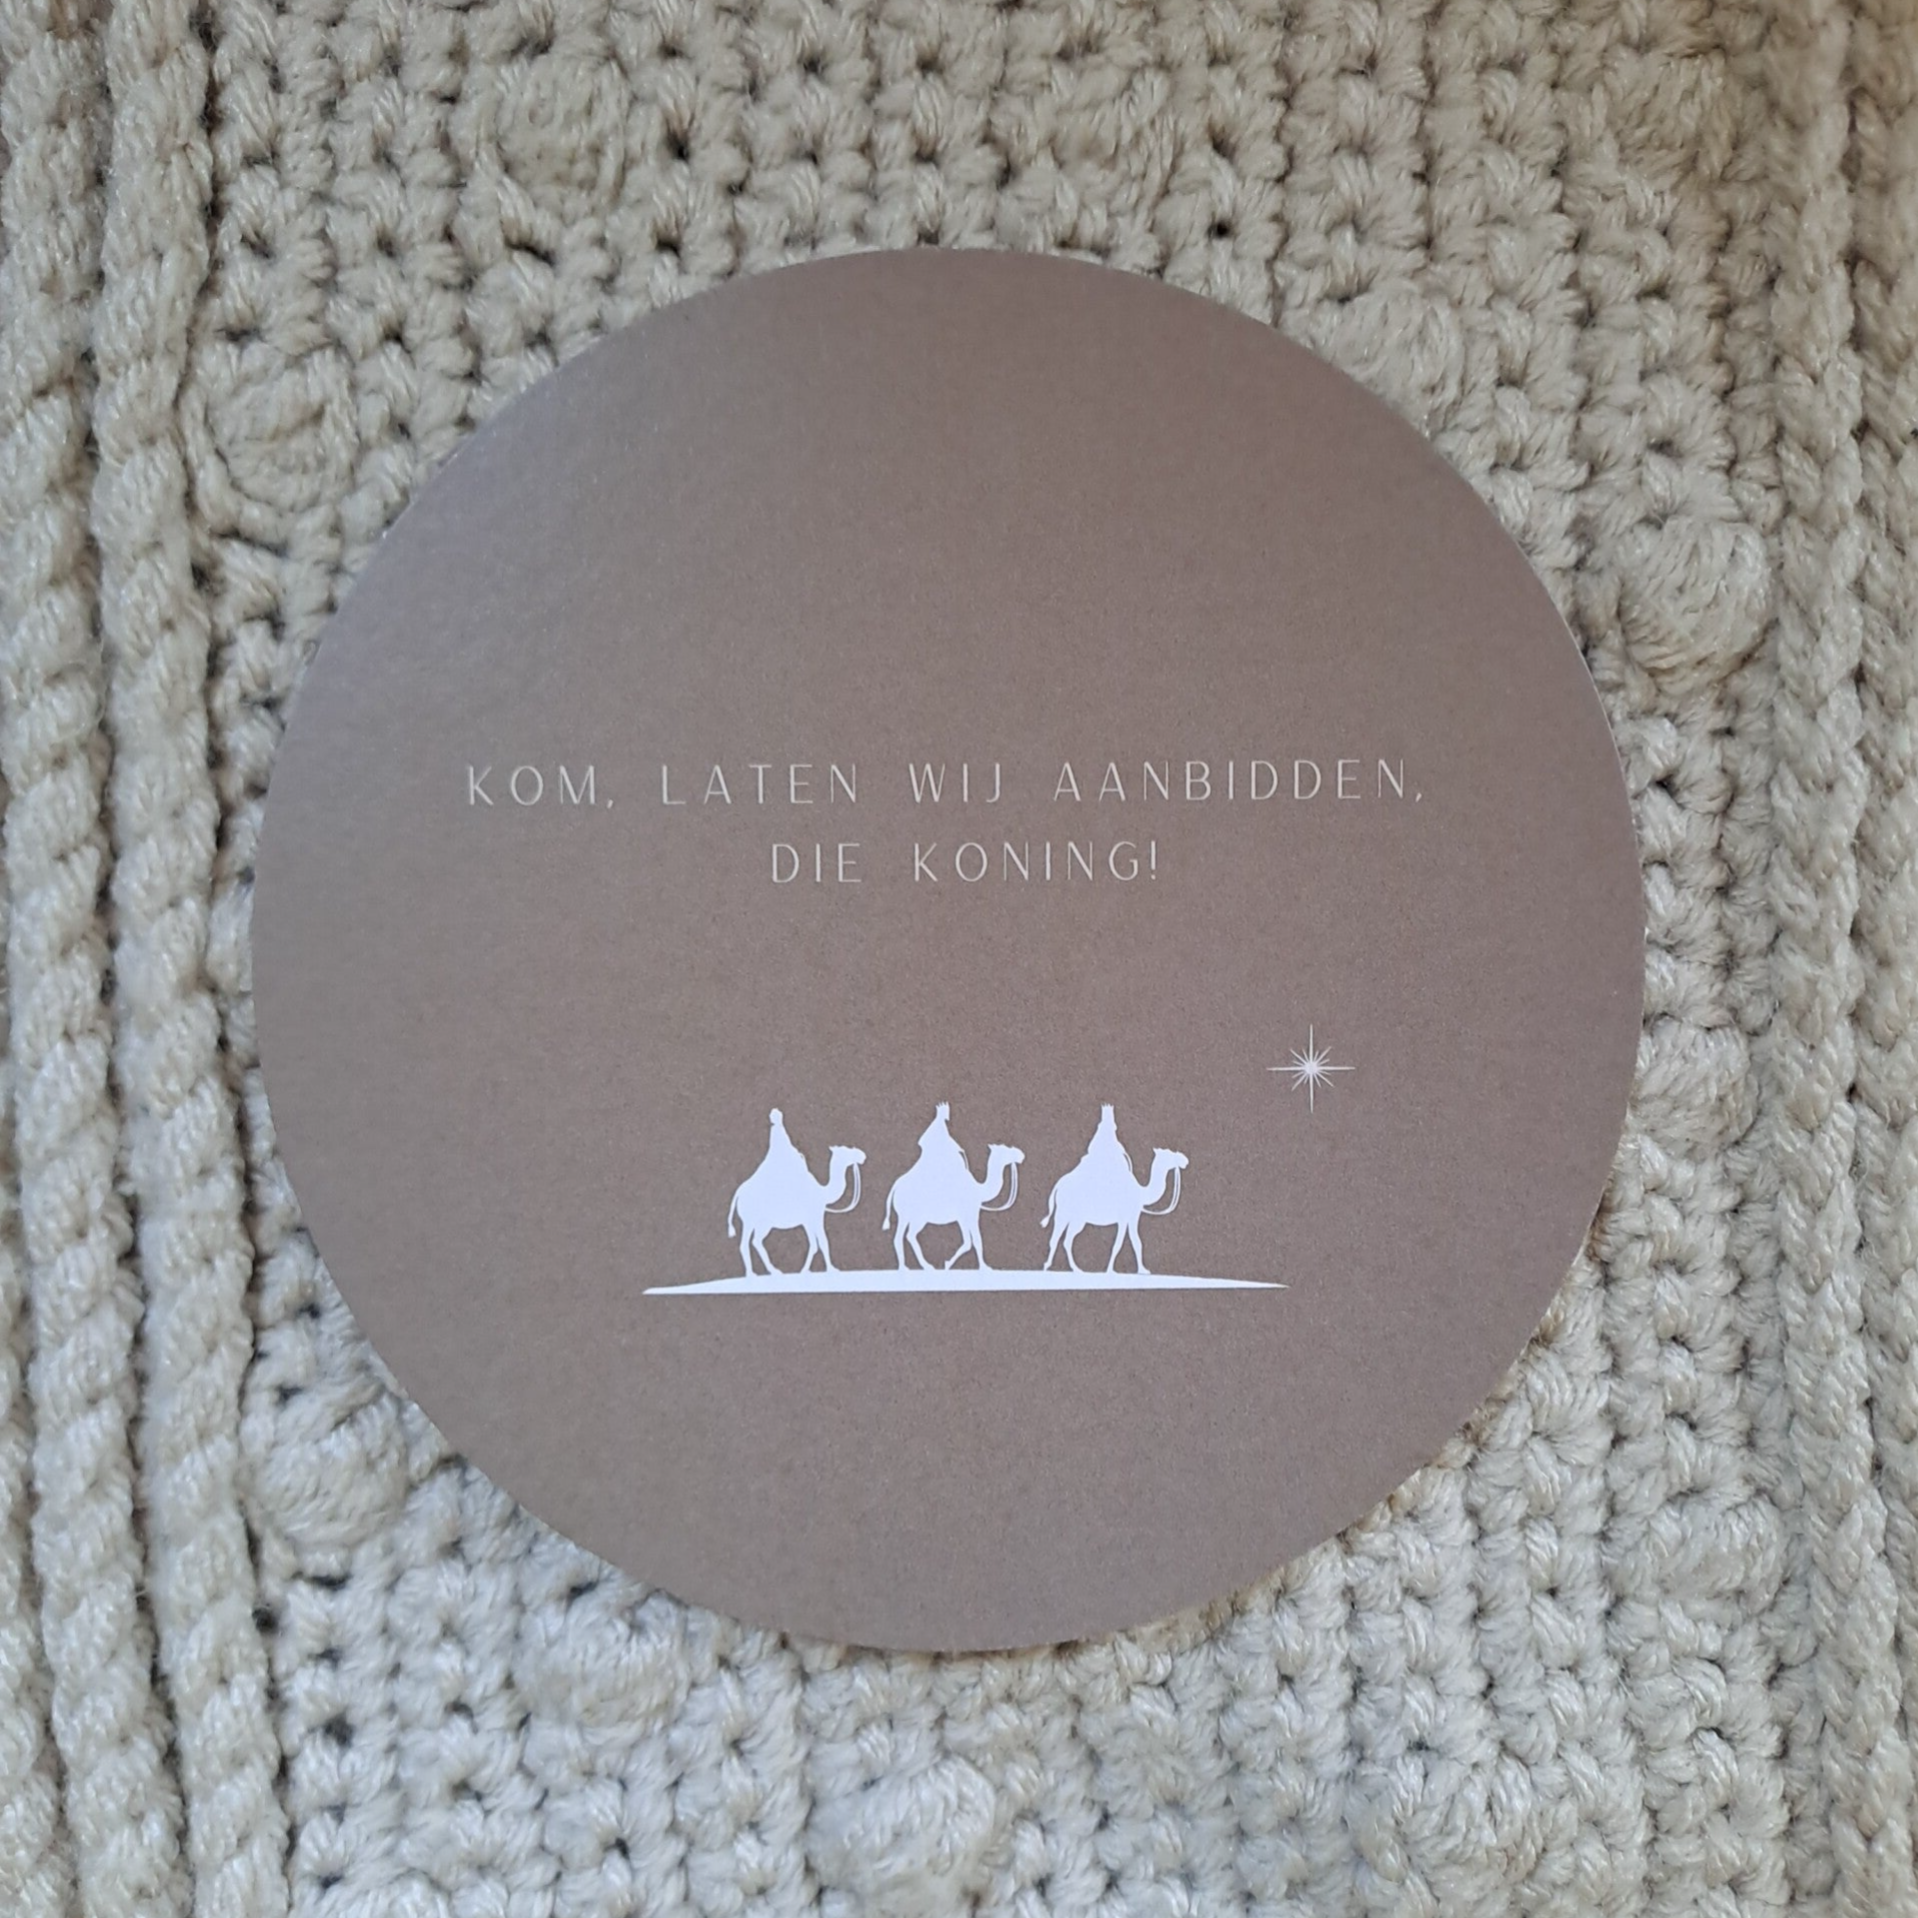 KOM, LATEN WIJ AANBIDDEN,
DIE KONING!